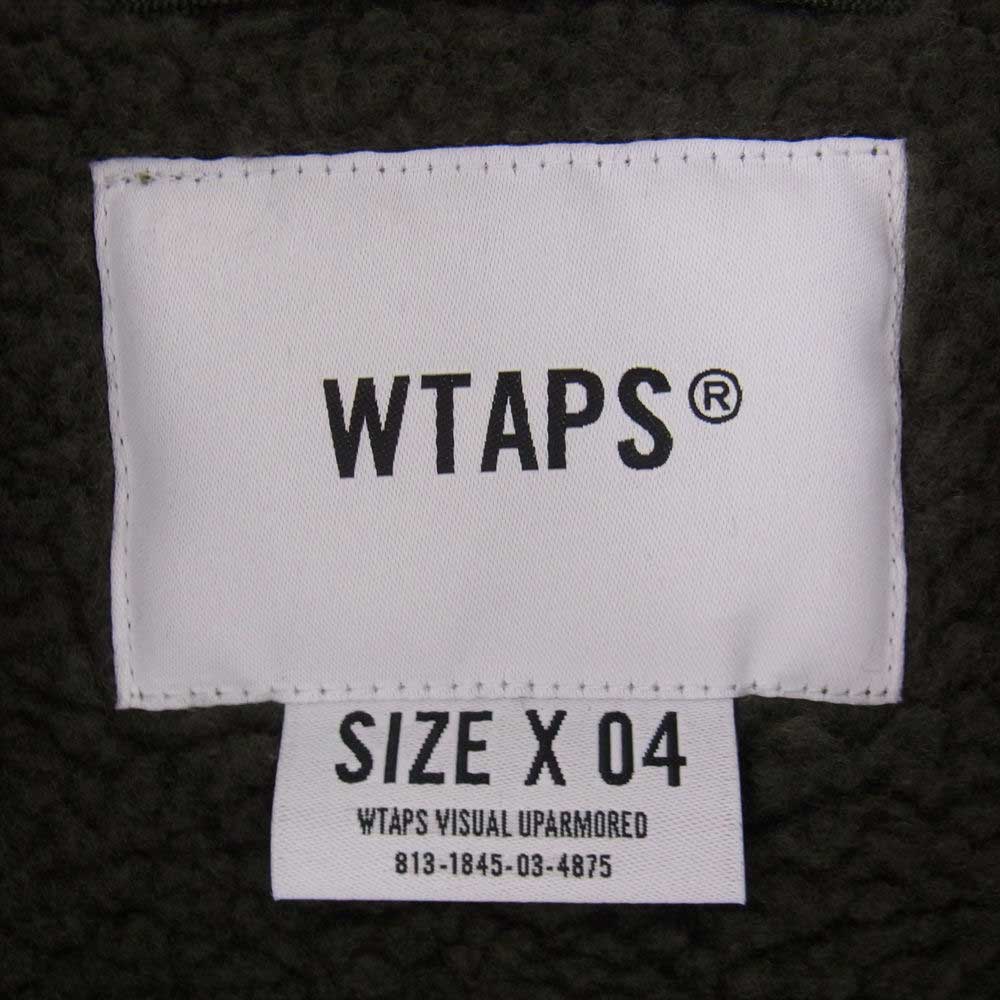 WTAPS®
SIZE X 04
WTAPS VISUAL UPARMORED
813-1845-03-4875